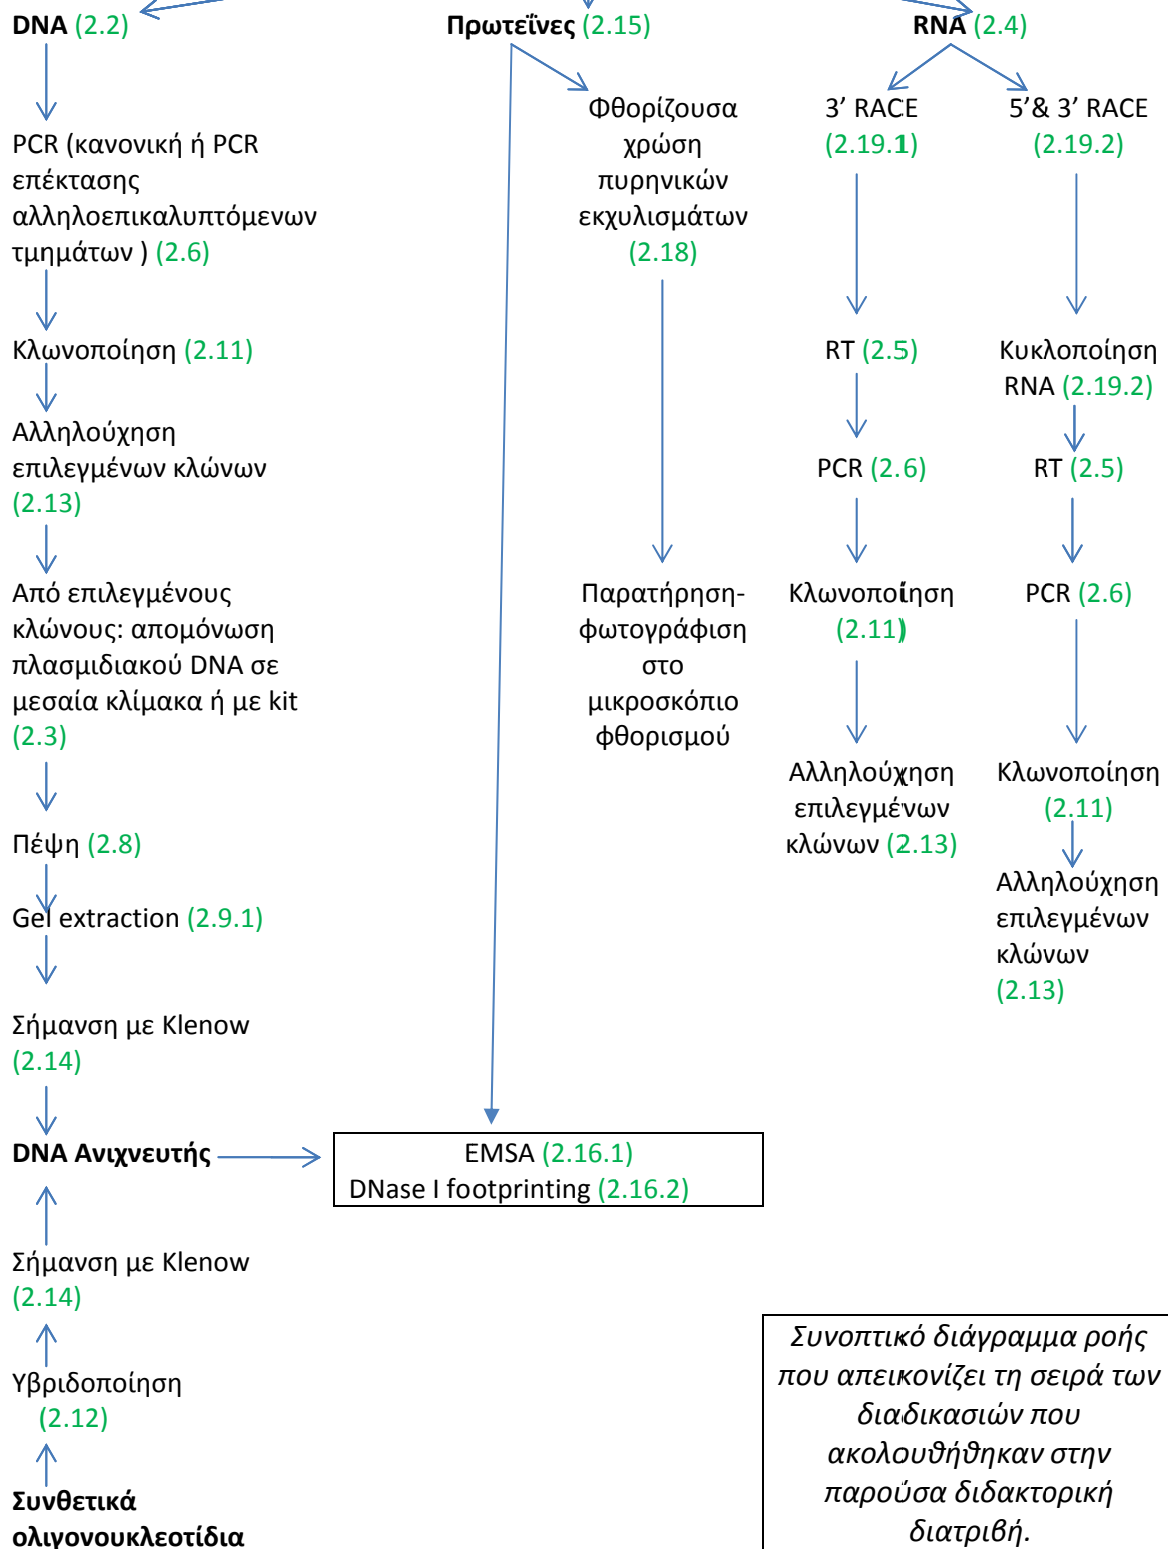 DNA (2.2)
PCR (κανονική ή PCR
επέκτασης
αλληλοεπικαλυπτόμενων
τμημάτων ) (2.6)
Κλωνοποίηση (2.11)
Αλληλούχηση
επιλεγμένων κλώνων
(2.13)
Από επιλεγμένους
κλώνους: απομόνωση
πλασμιδιακού DNA σε
μεσαία κλίμακα ή με kit
(2.3)
Πέψη (2.8)
Gel extraction (2.9.1)
Σήμανση με Klenow
(2.14)
DNA Ανιχνευτής
Σήμανση με Klenow
(2.14)
Υβριδοποίηση
(2.12)
Συνθετικά
ολιγονουκλεοτίδια
Πρωτεΐνες (2.15)
Φθορίζουσα
χρώση
πυρηνικών
εκχυλισμάτων
(2.18)
Παρατήρηση-
φωτογράφιση
στο
μικροσκόπιο
φθορισμού
EMSA (2.16.1)
DNase I footprinting (2.16.2)
RNA (2.4)
3’ RACE
(2.19.1)
RT (2.5)
PCR (2.6)
Κλωνοποίηση
(2.11)
Αλληλούχηση
επιλεγμένων
κλώνων (2.13)
5’& 3’ RACE
(2.19.2)
Κυκλοποίηση
RNA (2.19.2)
RT (2.5)
PCR (2.6)
Κλωνοποίηση
(2.11)
Αλληλούχηση
επιλεγμένων
κλώνων
(2.13)
Συνοπτικό διάγραμμα ροής
που απεικονίζει τη σειρά των
διαδικασιών που
ακολουθήθηκαν στην
παρούσα διδακτορική
διατριβή.